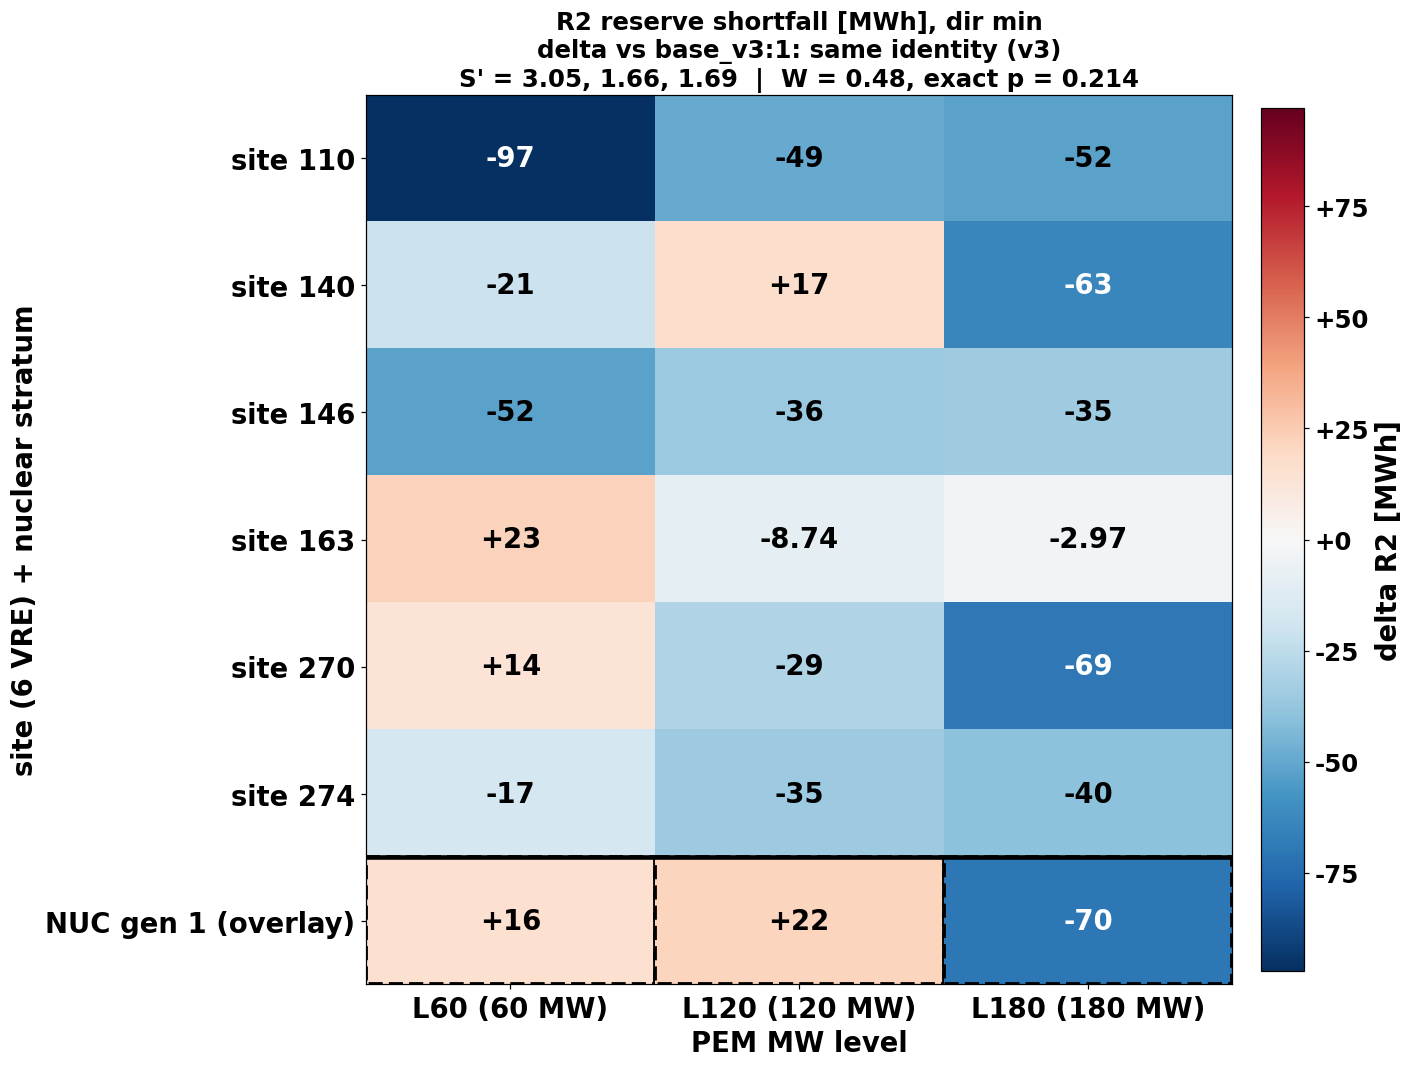 R2 reserve shortfall [MWh], dir min
delta vs base_v3:1: same identity (v3)
S' = 3.05, 1.66, 1.69 | W = 0.48, exact p = 0.214
site (6 VRE) + nuclear stratum
site 110
-97
-49
-52
site 140
-21
+17
-63
site 146
-52
-36
-35
site 163
+23
-8.74
-2.97
site 270
+14
-29
-69
site 274
-17
-35
-40
NUC gen 1 (overlay)
+16
+22
-70
L60 (60 MW)
L120 (120 MW)
L180 (180 MW)
PEM MW level
+75
+50
+25
+0
-25
-50
-75
delta R2 [MWh]